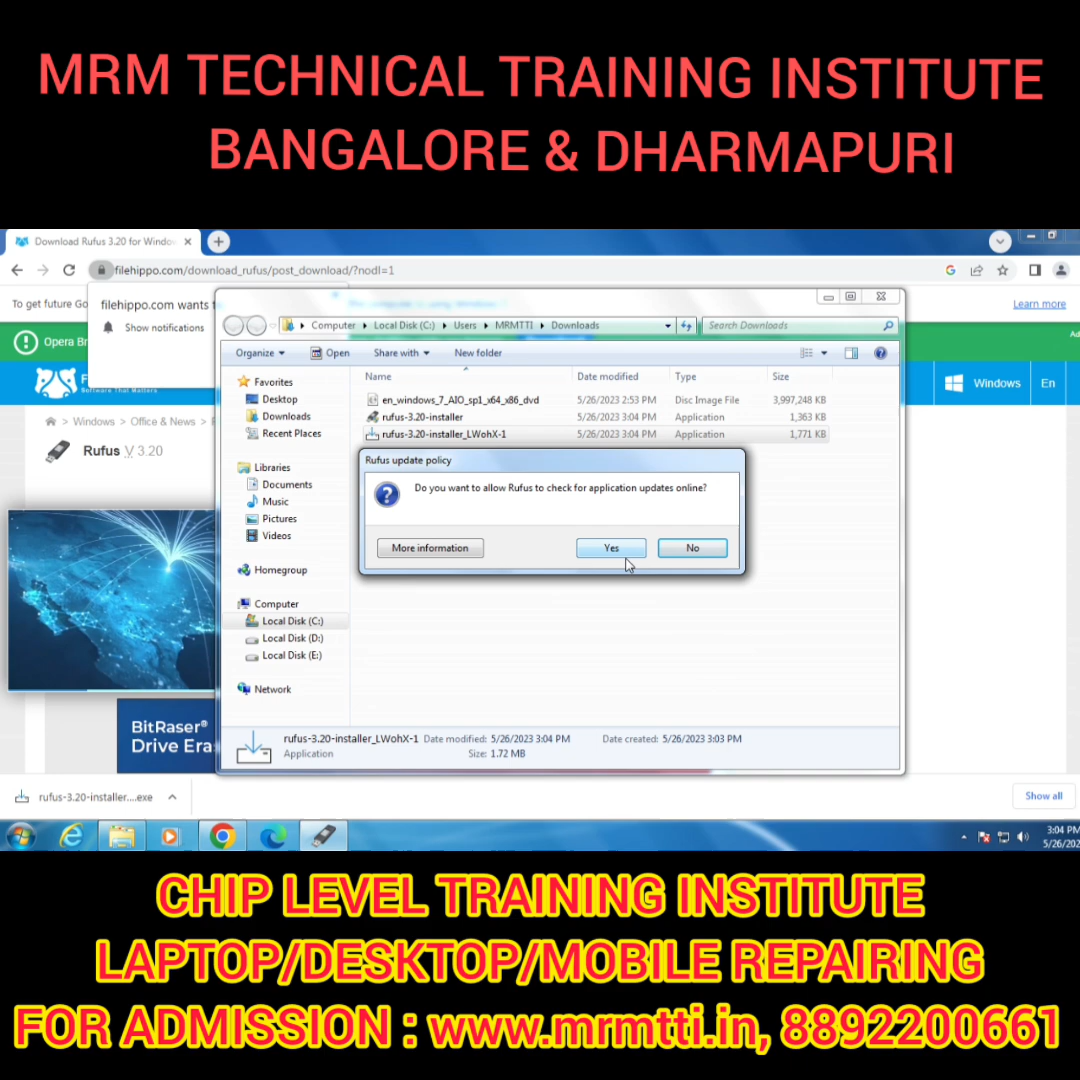 MRM TECHNICAL TRAINING INSTITUTE
BANGALORE & DHARMAPURI
Download Rufus 3.20 for Window
filehippo.com/download_rufus/post_download/?nodl=1
To get future Go
filehippo.com wants t
Show notifications
Learn more
Opera Br
Ad
Software That Matters
Windows
En
Windows > Office & News >
Rufus V 3.20
BitRaser®
Drive Era
Computer
Local Disk (C:)
Users
MRMTTI
Downloads
Search Downloads
Organize
Open
Share with
New folder
Name
Date modified
Type
Size
Favorites
Desktop
Downloads
Recent Places
Libraries
Documents
Music
Pictures
Videos
Homegroup
Computer
Local Disk (C:)
Local Disk (D:)
Local Disk (E:)
Network
en_windows_7_AIO_sp1_x64_x86_dvd 5/26/2023 2:53 PM Disc Image File 3,997,248 KB
rufus-3.20-installer 5/26/2023 3:04 PM Application 1,363 KB
rufus-3.20-installer_LWohX-1 5/26/2023 3:04 PM Application 1,771 KB
Rufus update policy
Do you want to allow Rufus to check for application updates online?
More information
Yes
No
rufus-3.20-installer_LWohX-1 Date modified: 5/26/2023 3:04 PM Date created: 5/26/2023 3:03 PM
Application Size: 1.72 MB
rufus-3.20-installer....exe
Show all
3:04 PM
5/26/202
CHIP LEVEL TRAINING INSTITUTE
LAPTOP/DESKTOP/MOBILE REPAIRING
FOR ADMISSION : www.mrmtti.in, 8892200661